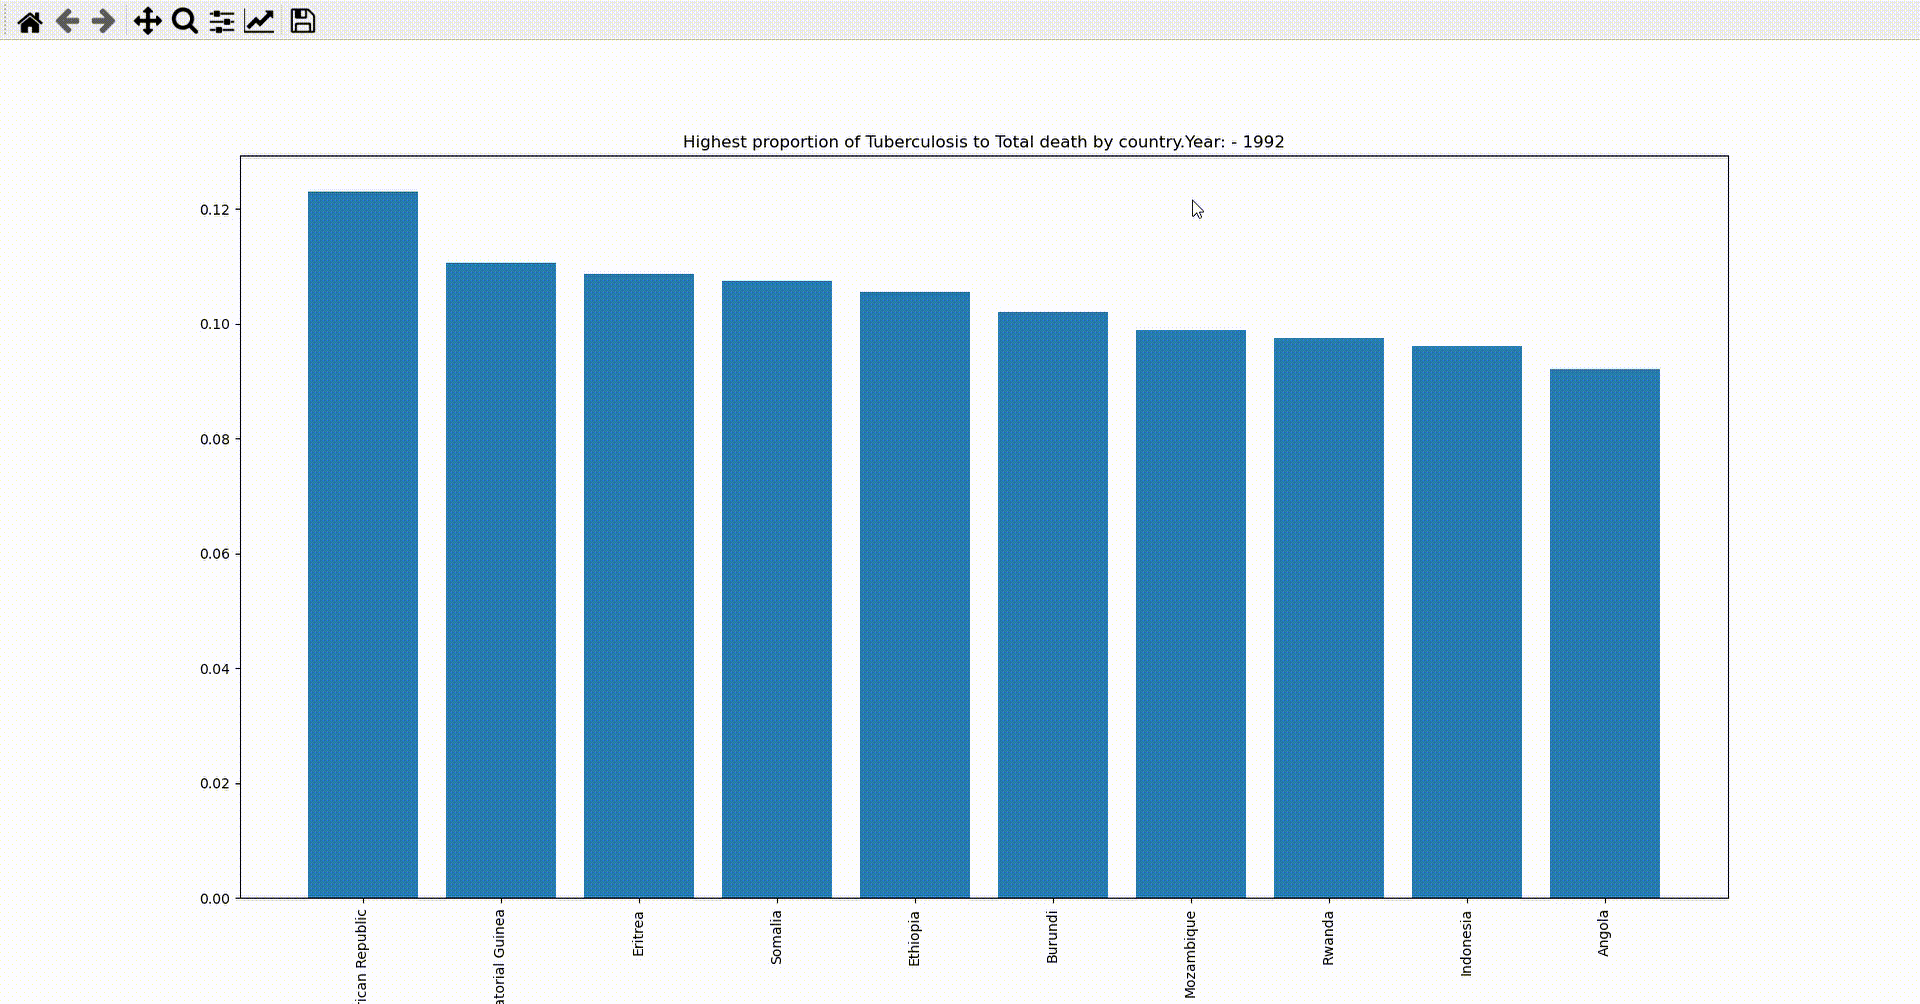 Highest proportion of Tuberculosis to Total death by country.Year: - 1992
0.12
0.10
0.08
0.06
0.04
0.02
0.00
rican Republic
atorial Guinea
Eritrea
Somalia
Ethiopia
Burundi
Mozambique
Rwanda
Indonesia
Angola